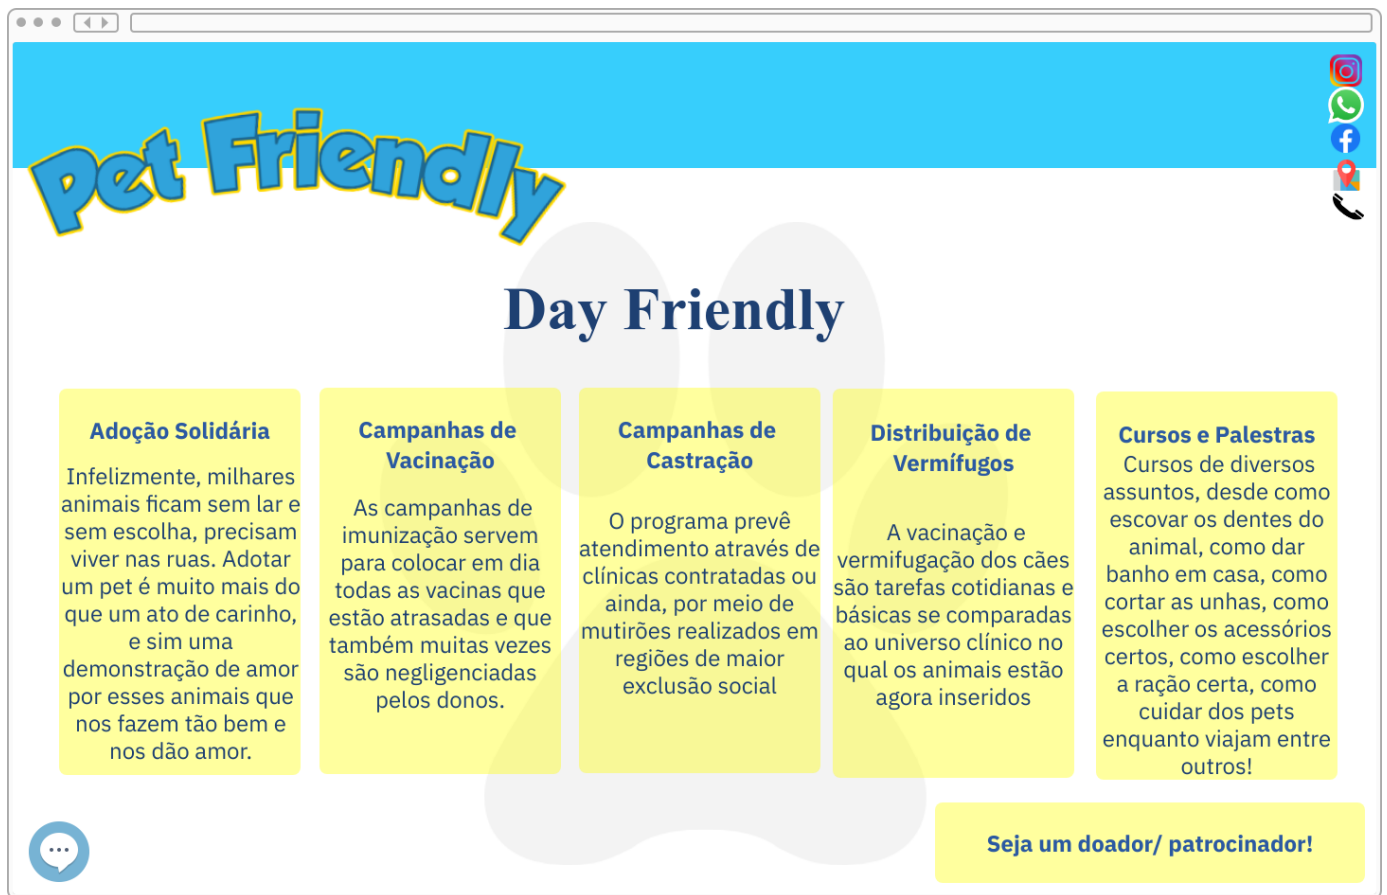 Pet Friendly
Day Friendly
Adoção Solidária
Infelizmente, milhares
animais ficam sem lar e
sem escolha, precisam
viver nas ruas. Adotar
um pet é muito mais do
que um ato de carinho,
e sim uma
demonstração de amor
por esses animais que
nos fazem tão bem e
nos dão amor.
Campanhas de
Vacinação
As campanhas de
imunização servem
para colocar em dia
todas as vacinas que
estão atrasadas e que
também muitas vezes
são negligenciadas
pelos donos.
Campanhas de
Castração
O programa prevê
atendimento através de
clínicas contratadas ou
ainda, por meio de
mutirões realizados em
regiões de maior
exclusão social
Distribuição de
Vermífugos
A vacinação e
vermifugação dos cães
são tarefas cotidianas e
básicas se comparadas
ao universo clínico no
qual os animais estão
agora inseridos
Cursos e Palestras
Cursos de diversos
assuntos, desde como
escovar os dentes do
animal, como dar
banho em casa, como
cortar as unhas, como
escolher os acessórios
certos, como escolher
a ração certa, como
cuidar dos pets
enquanto viajam entre
outros!
Seja um doador/ patrocinador!